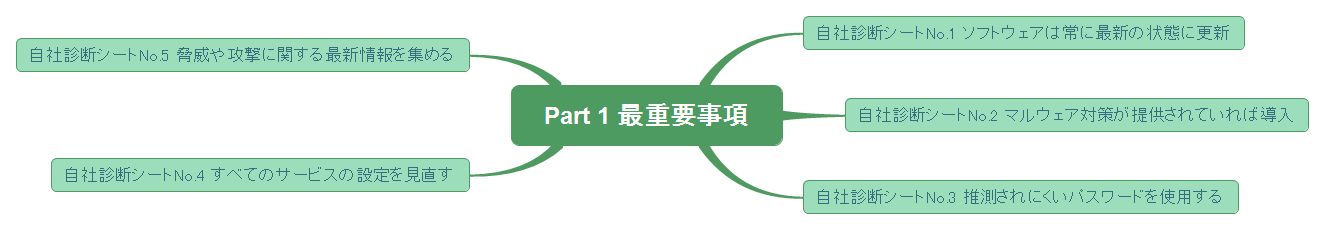 Part 1 最重要事項
自社診断シートNo.1 ソフトウェアは常に最新の状態に更新
自社診断シートNo.2 マルウェア対策が提供されていれば導入
自社診断シートNo.3 推測されにくいパスワードを使用する
自社診断シートNo.4 すべてのサービスの設定を見直す
自社診断シートNo.5 脅威や攻撃に関する最新情報を集める